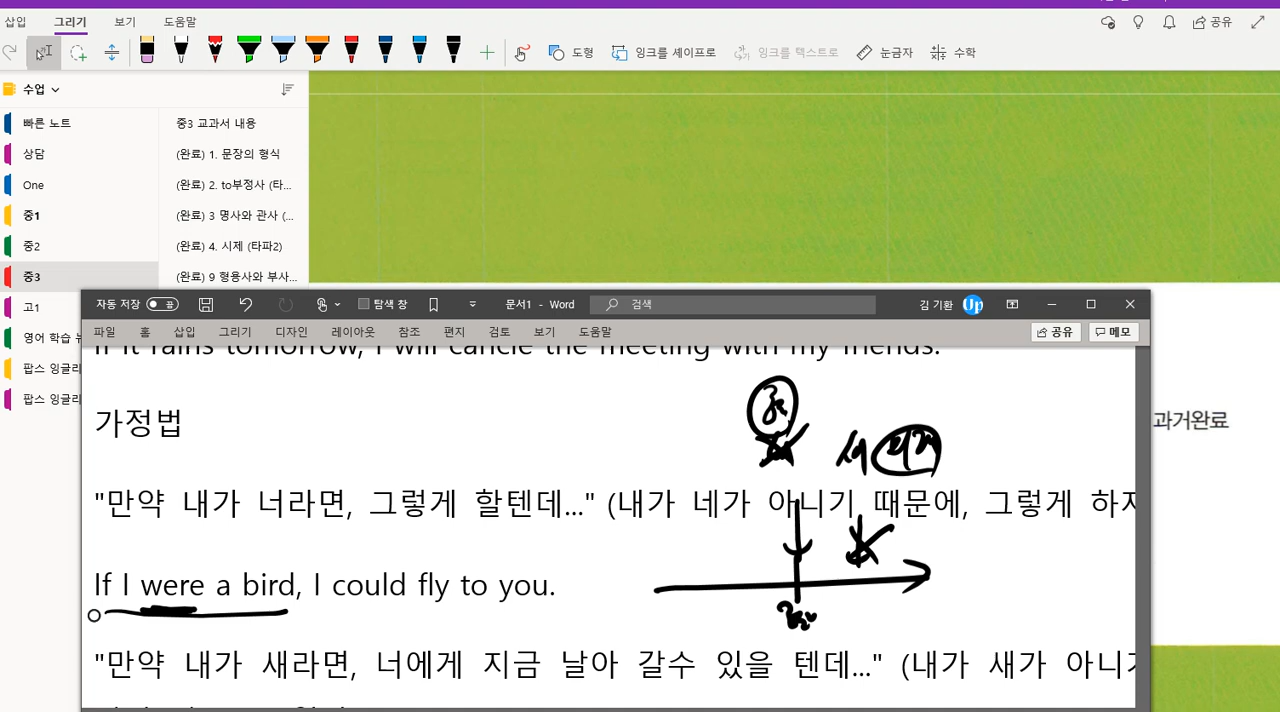 삽입 그리기 보기 도움말
공유
도형 잉크를 셰이프로 잉크를 텍스트로 눈금자 수학
수업
빠른 노트 중3 교과서 내용
상담 (완료) 1. 문장의 형식
One (완료) 2. to부정사 (타...
중1 (완료) 3 명사와 관사 (...
중2 (완료) 4. 시제 (타파2)
중3 (완료) 9 형용사와 부사...
고1
영어 학습
팝스 잉글리
팝스 잉글리
자동 저장 끔 탐색 창 문서1 - Word 검색 김 기환 Up
파일 홈 삽입 그리기 디자인 레이아웃 참조 편지 검토 보기 도움말 공유 메모
If it rains tomorrow, I will cancle the meeting with my friends.
가정법
과거완료
"만약 내가 너라면, 그렇게 할텐데..." (내가 네가 아니기 때문에, 그렇게 하지
If I were a bird, I could fly to you.
"만약 내가 새라면, 너에게 지금 날아 갈수 있을 텐데..." (내가 새가 아니기